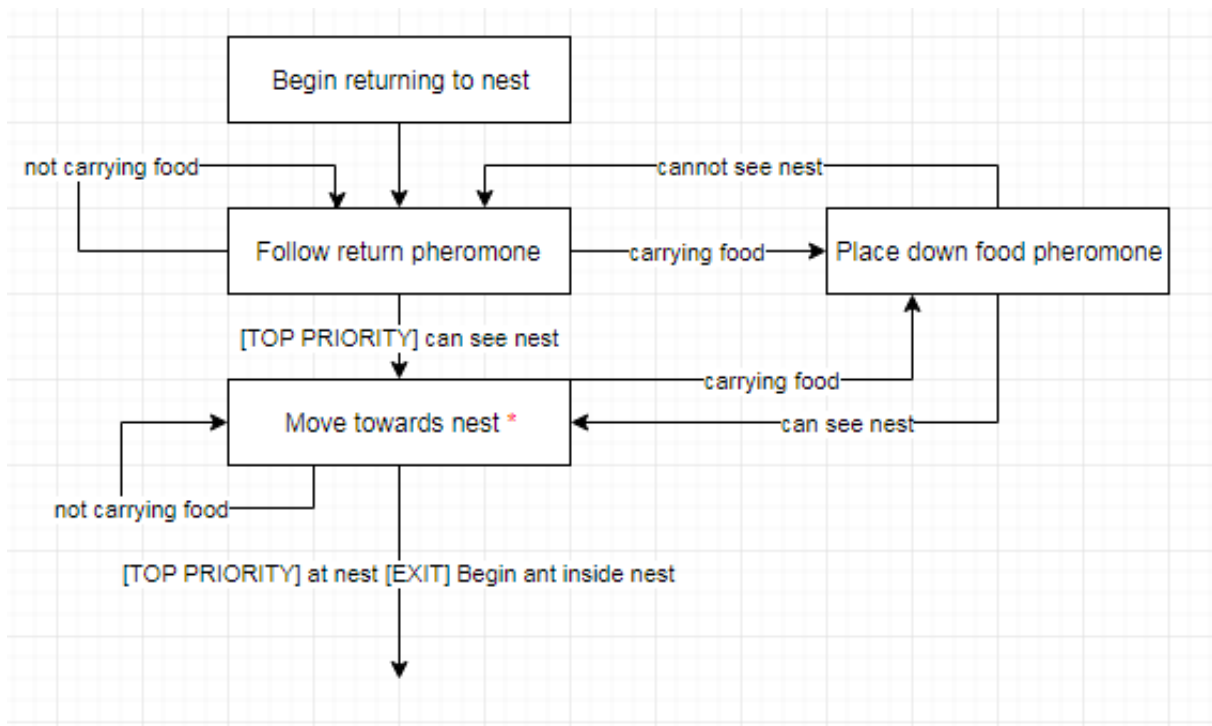 Begin returning to nest
not carrying food
cannot see nest
Follow return pheromone
carrying food
Place down food pheromone
[TOP PRIORITY] can see nest
carrying food
Move towards nest *
can see nest
not carrying food
[TOP PRIORITY] at nest [EXIT] Begin ant inside nest